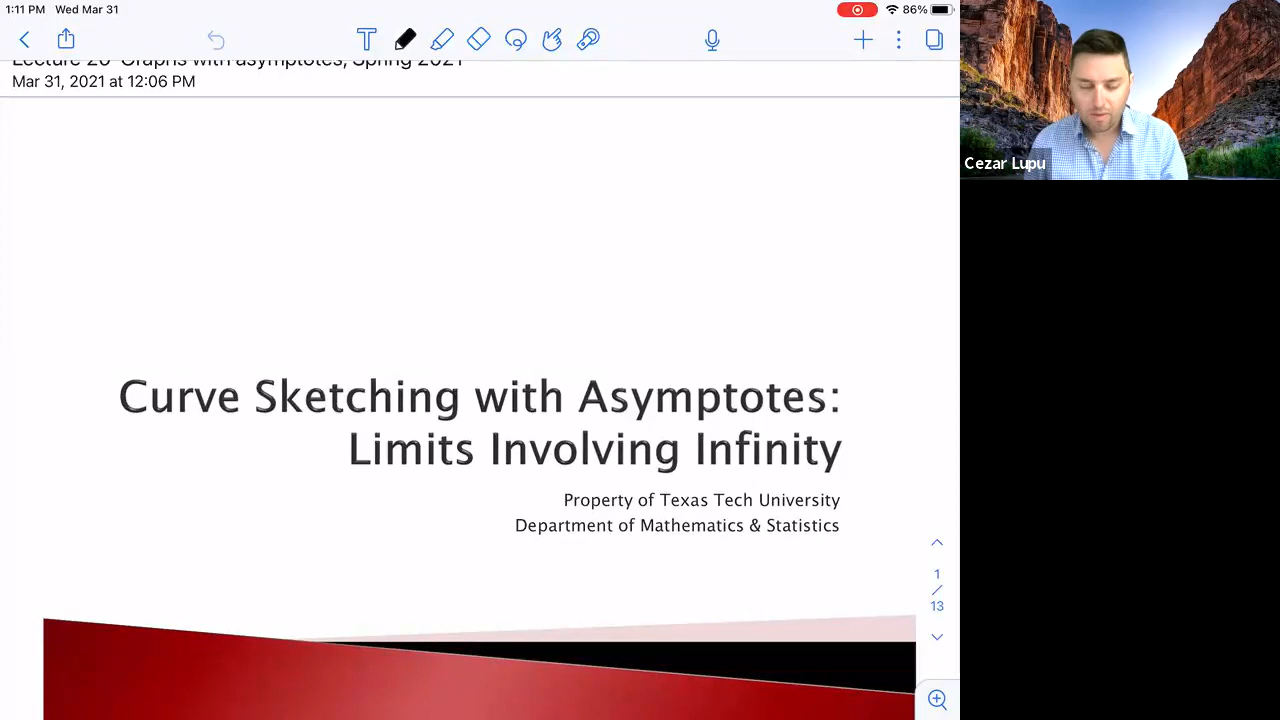 1:11 PM Wed Mar 31
86%
Lecture 20 Graphs with asymptotes, Spring 2021
Mar 31, 2021 at 12:06 PM
Cezar Lupu
Curve Sketching with Asymptotes:
Limits Involving Infinity
Property of Texas Tech University
Department of Mathematics & Statistics
1
/
13